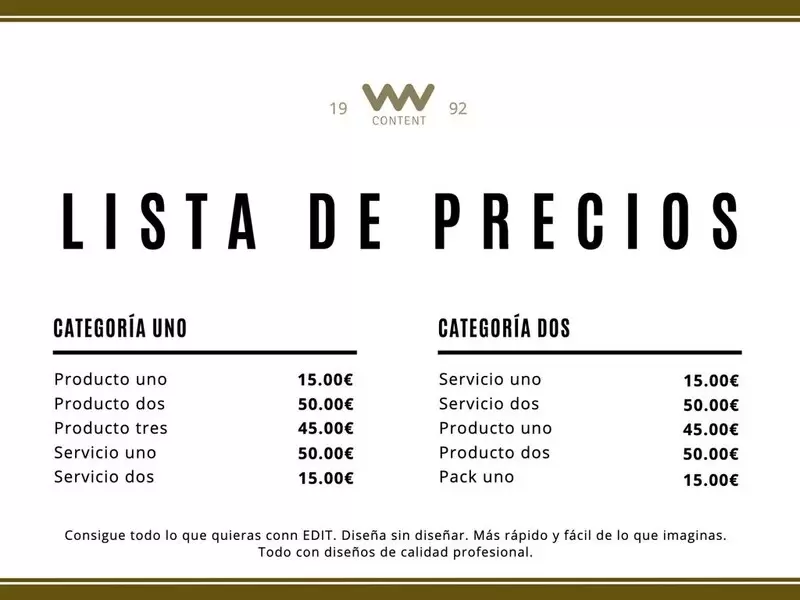 19 CONTENT 92
LISTA DE PRECIOS
CATEGORÍA UNO
Producto uno 15.00€
Producto dos 50.00€
Producto tres 45.00€
Servicio uno 50.00€
Servicio dos 15.00€
CATEGORÍA DOS
Servicio uno 15.00€
Servicio dos 50.00€
Producto uno 45.00€
Producto dos 50.00€
Pack uno 15.00€
Consigue todo lo que quieras conn EDIT. Diseña sin diseñar. Más rápido y fácil de lo que imaginas.
Todo con diseños de calidad profesional.